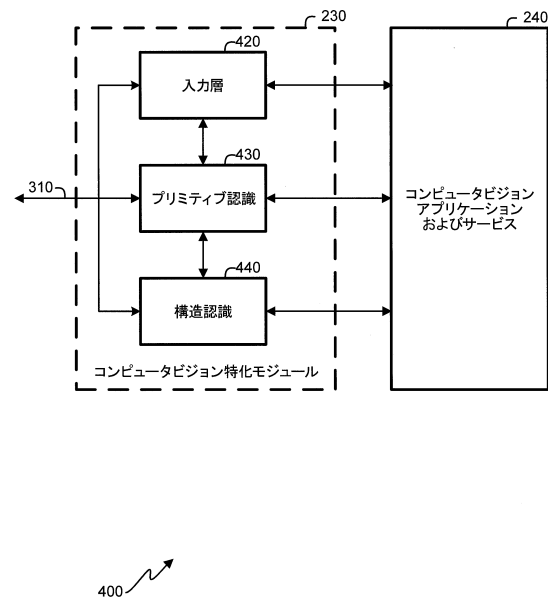 230
240
420
入力層
430
310
プリミティブ認識
コンピュータビジョン
アプリケーション
およびサービス
440
構造認識
コンピュータビジョン特化モジュール
400